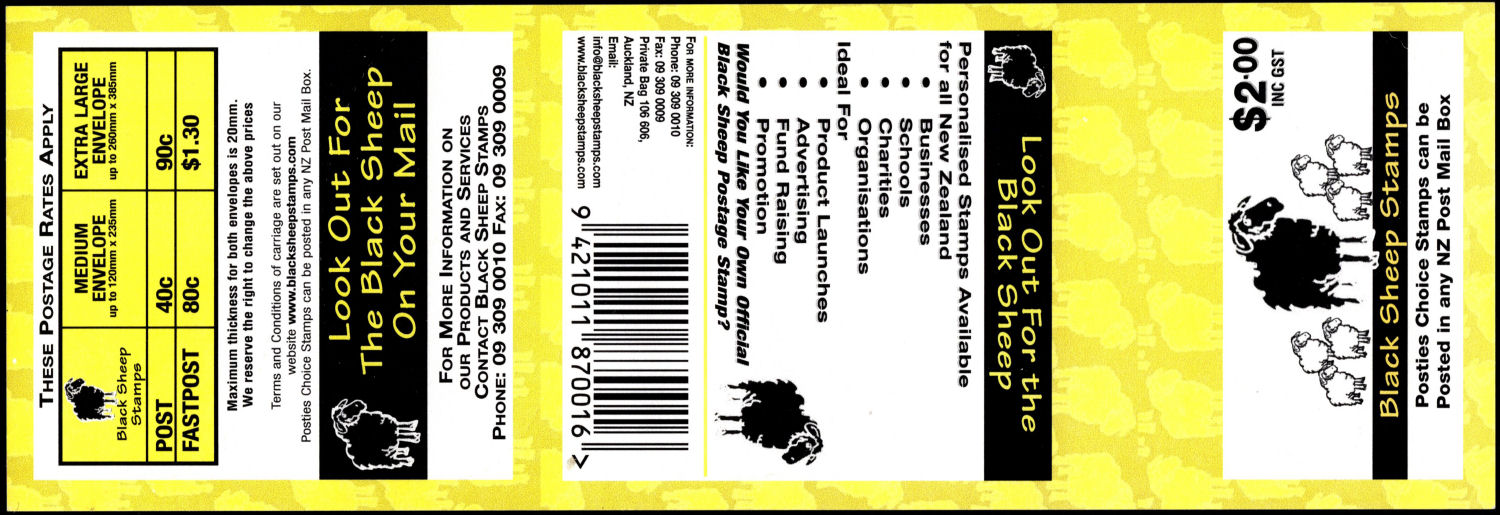 THESE POSTAGE RATES APPLY
Black Sheep
Stamps
MEDIUM
ENVELOPE
up to 120mm x 235mm
EXTRA LARGE
ENVELOPE
up to 260mm x 385mm
POST 40c 90c
FASTPOST 80c $1.30
Maximum thickness for both envelopes is 20mm.
We reserve the right to change the above prices
Terms and Conditions of carriage are set out on our
website www.blacksheepstamps.com
Posties Choice Stamps can be posted in any NZ Post Mail Box.
Look Out For
The Black Sheep
On Your Mail
FOR MORE INFORMATION ON
OUR PRODUCTS AND SERVICES
CONTACT BLACK SHEEP STAMPS
PHONE: 09 309 0010 FAX: 09 309 0009
Look Out For the
Black Sheep
Personalised Stamps Available
for all New Zealand
• Businesses
• Schools
• Charities
• Organisations
Ideal For
• Product Launches
• Advertising
• Fund Raising
• Promotion
Would You Like Your Own Official
Black Sheep Postage Stamp?
FOR MORE INFORMATION:
Phone: 09 309 0010
Fax: 09 309 0009
Private Bag 106 606,
Auckland, NZ
Email:
info@blacksheepstamps.com
www.blacksheepstamps.com
9 421011 870016 >
$2.00
INC GST
Black Sheep Stamps
Posties Choice Stamps can be
Posted in any NZ Post Mail Box